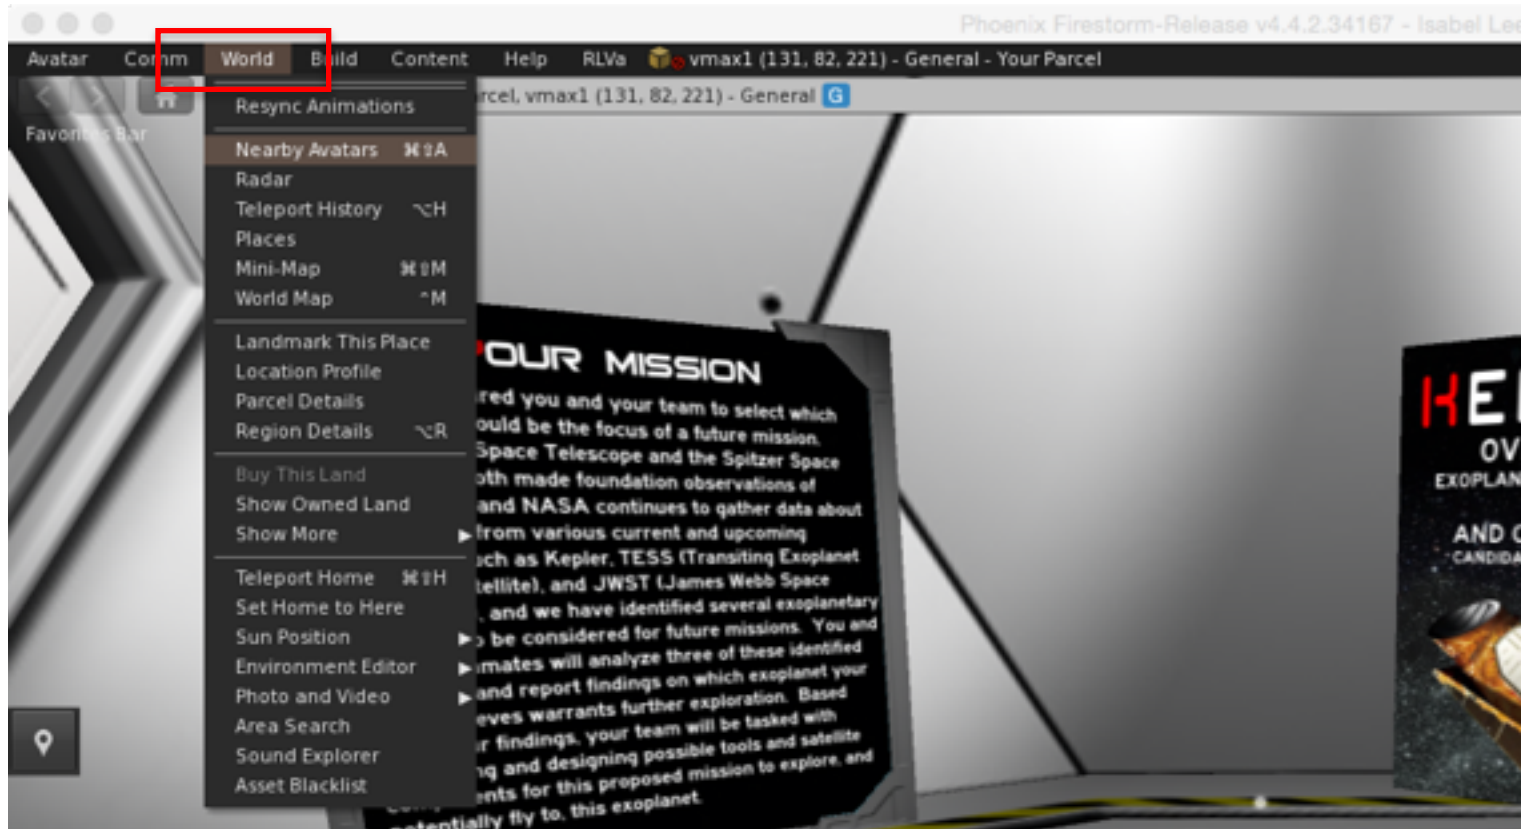 Phoenix Firestorm-Release v4.4.2.34167 - Isabel Lee
Avatar Comm World Build Content Help RLVa vmax1 (131, 82, 221) - General - Your Parcel
rcel, vmax1 (131, 82, 221) - General G
Favorites Bar
Resync Animations
Nearby Avatars ⌘⇧A
Radar
Teleport History ⌥H
Places
Mini-Map ⌘⇧M
World Map ^M
Landmark This Place
Location Profile
Parcel Details
Region Details ⌥R
Buy This Land
Show Owned Land
Show More ▶
Teleport Home ⌘⇧H
Set Home to Here
Sun Position ▶
Environment Editor ▶
Photo and Video ▶
Area Search
Sound Explorer
Asset Blacklist
YOUR MISSION
red you and your team to select which
ould be the focus of a future mission.
Space Telescope and the Spitzer Space
oth made foundation observations of
and NASA continues to gather data about
from various current and upcoming
uch as Kepler, TESS (Transiting Exoplanet
tellite), and JWST (James Webb Space
, and we have identified several exoplanetary
o be considered for future missions. You and
mates will analyze three of these identified
and report findings on which exoplanet your
eves warrants further exploration. Based
r findings, your team will be tasked with
ng and designing possible tools and satellite
ents for this proposed mission to explore, and
potentially fly to, this exoplanet.
KE
OV
EXOPLAN
AND
CANDIDA